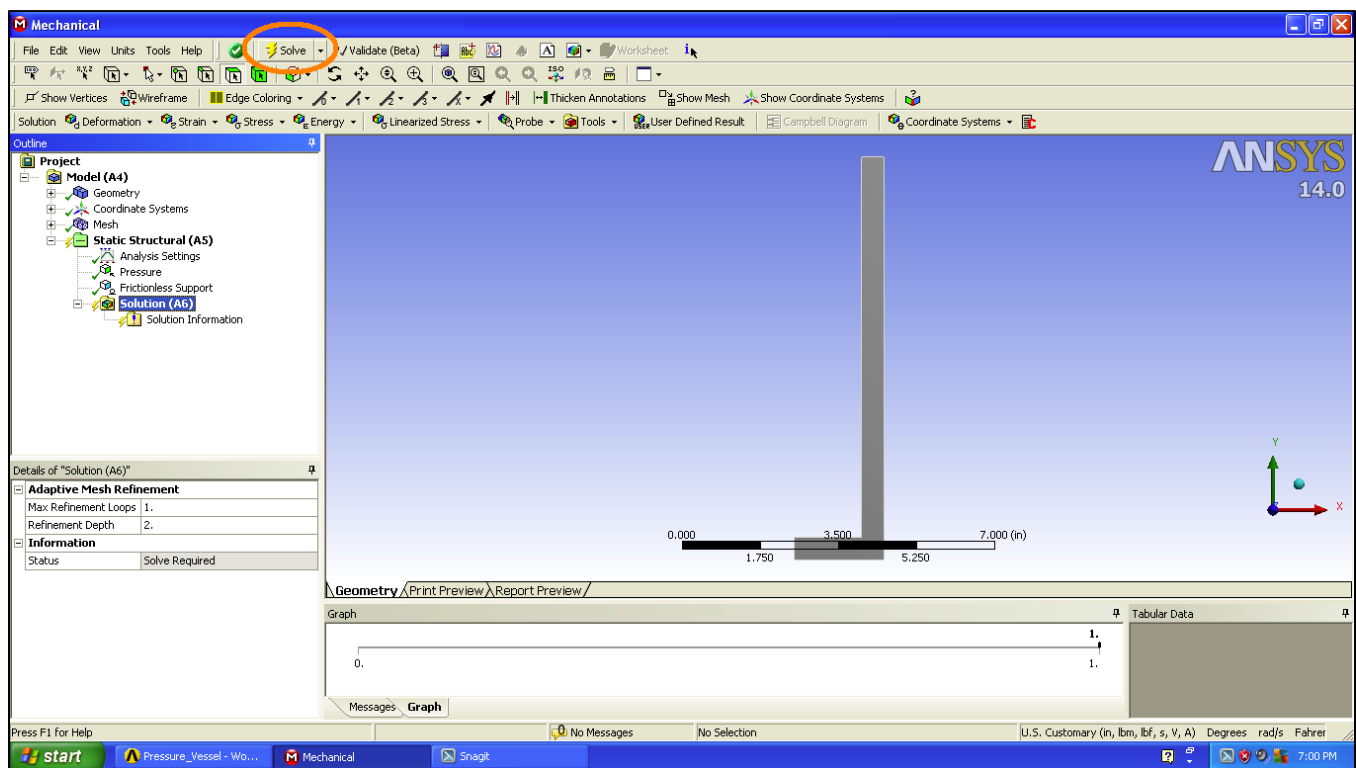 Mechanical
File Edit View Units Tools Help Solve Validate (Beta) Worksheet
Show Vertices Wireframe Edge Coloring Thicken Annotations Show Mesh Show Coordinate Systems
Solution Deformation Strain Stress Energy Linearized Stress Probe Tools User Defined Result Campbell Diagram Coordinate Systems
Outline
Project
Model (A4)
Geometry
Coordinate Systems
Mesh
Static Structural (A5)
Analysis Settings
Pressure
Frictionless Support
Solution (A6)
Solution Information
ANSYS
14.0
Details of "Solution (A6)"
Adaptive Mesh Refinement
Max Refinement Loops 1.
Refinement Depth 2.
Information
Status Solve Required
Y
X
0.000 3.500 7.000 (in)
1.750 5.250
Geometry Print Preview Report Preview
Graph
1.
0. 1.
Messages Graph
Tabular Data
Press F1 for Help No Messages No Selection U.S. Customary (in, lbm, lbf, s, V, A) Degrees rad/s Fahrer
start Pressure_Vessel - Wo... Mechanical Snagit 7:00 PM